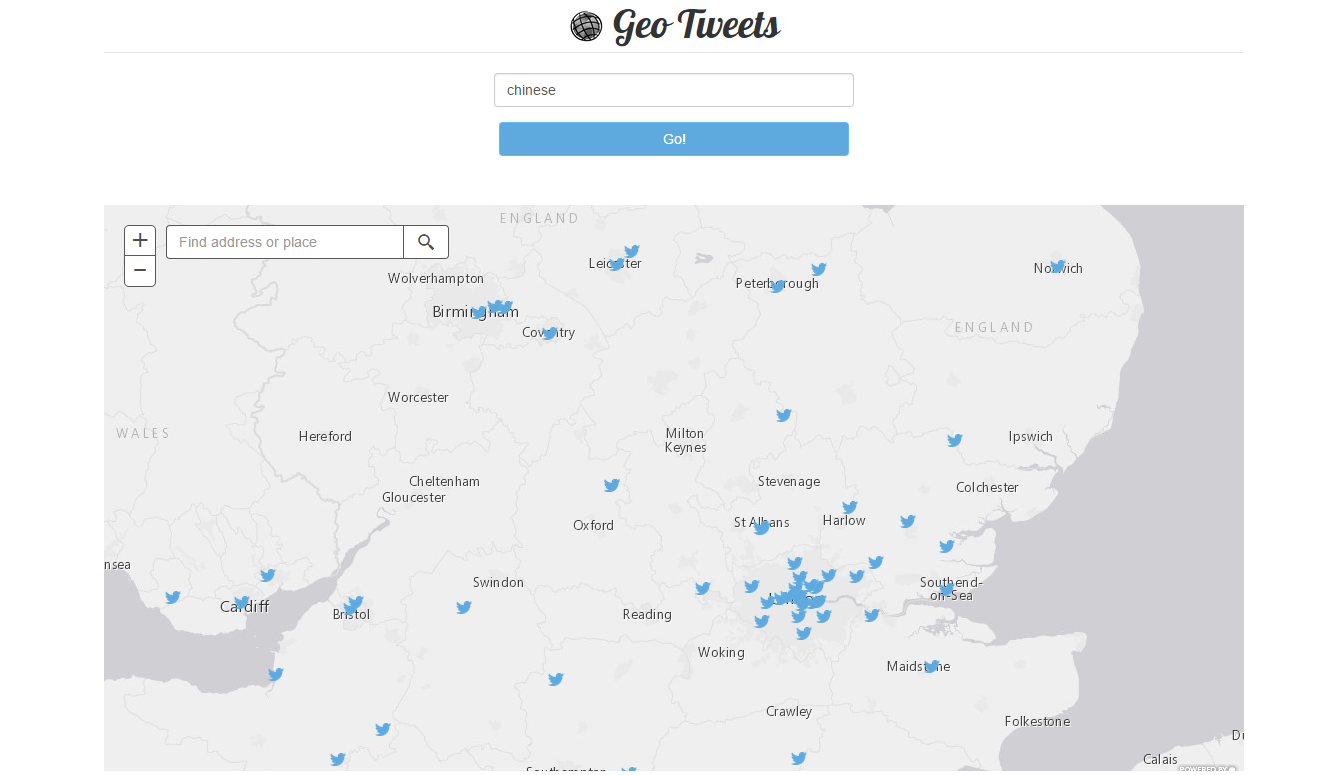 Geo Tweets
chinese
Go!
ENGLAND
+
Find address or place
−
Leicester
Wolverhampton
Norwich
Peterborough
Birmingham
ENGLAND
Coventry
Worcester
WALES
Hereford
Milton
Keynes
Ipswich
Cheltenham
Stevenage
Gloucester
Colchester
Oxford
St Albans
Harlow
nsea
Swindon
Southend-
on-Sea
Cardiff
London
Bristol
Reading
Woking
Maidstone
Crawley
Folkestone
Calais
POWERED BY